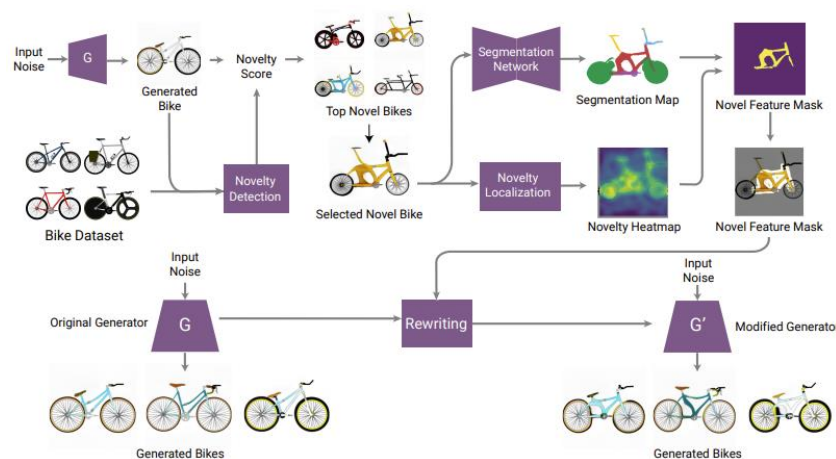 Input
Noise
G
Generated
Bike
Novelty
Score
Top Novel Bikes
Segmentation
Network
Segmentation Map
Novel Feature Mask
Bike Dataset
Novelty
Detection
Selected Novel Bike
Novelty
Localization
Novelty Heatmap
Novel Feature Mask
Input
Noise
Original Generator
G
Rewriting
Input
Noise
G'
Modified Generato
Generated Bikes
Generated Bikes